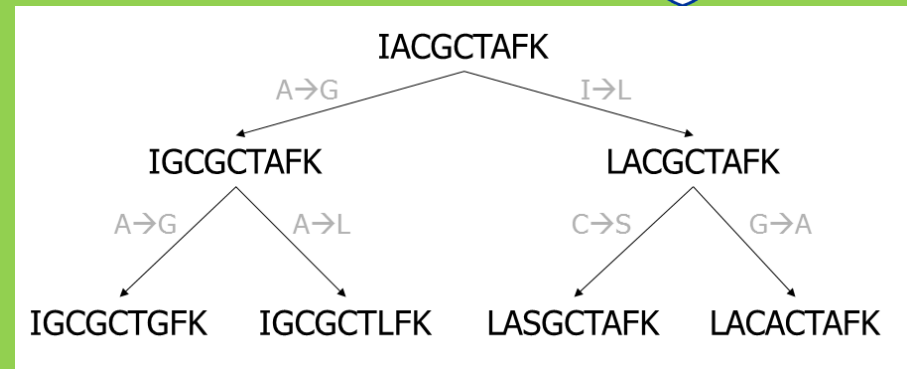 IACGCTAFK
A→G I→L
IGCGCTAFK LACGCTAFK
A→G A→L C→S G→A
IGCGCTGFK IGCGCTLFK LASGCTAFK LACACTAFK